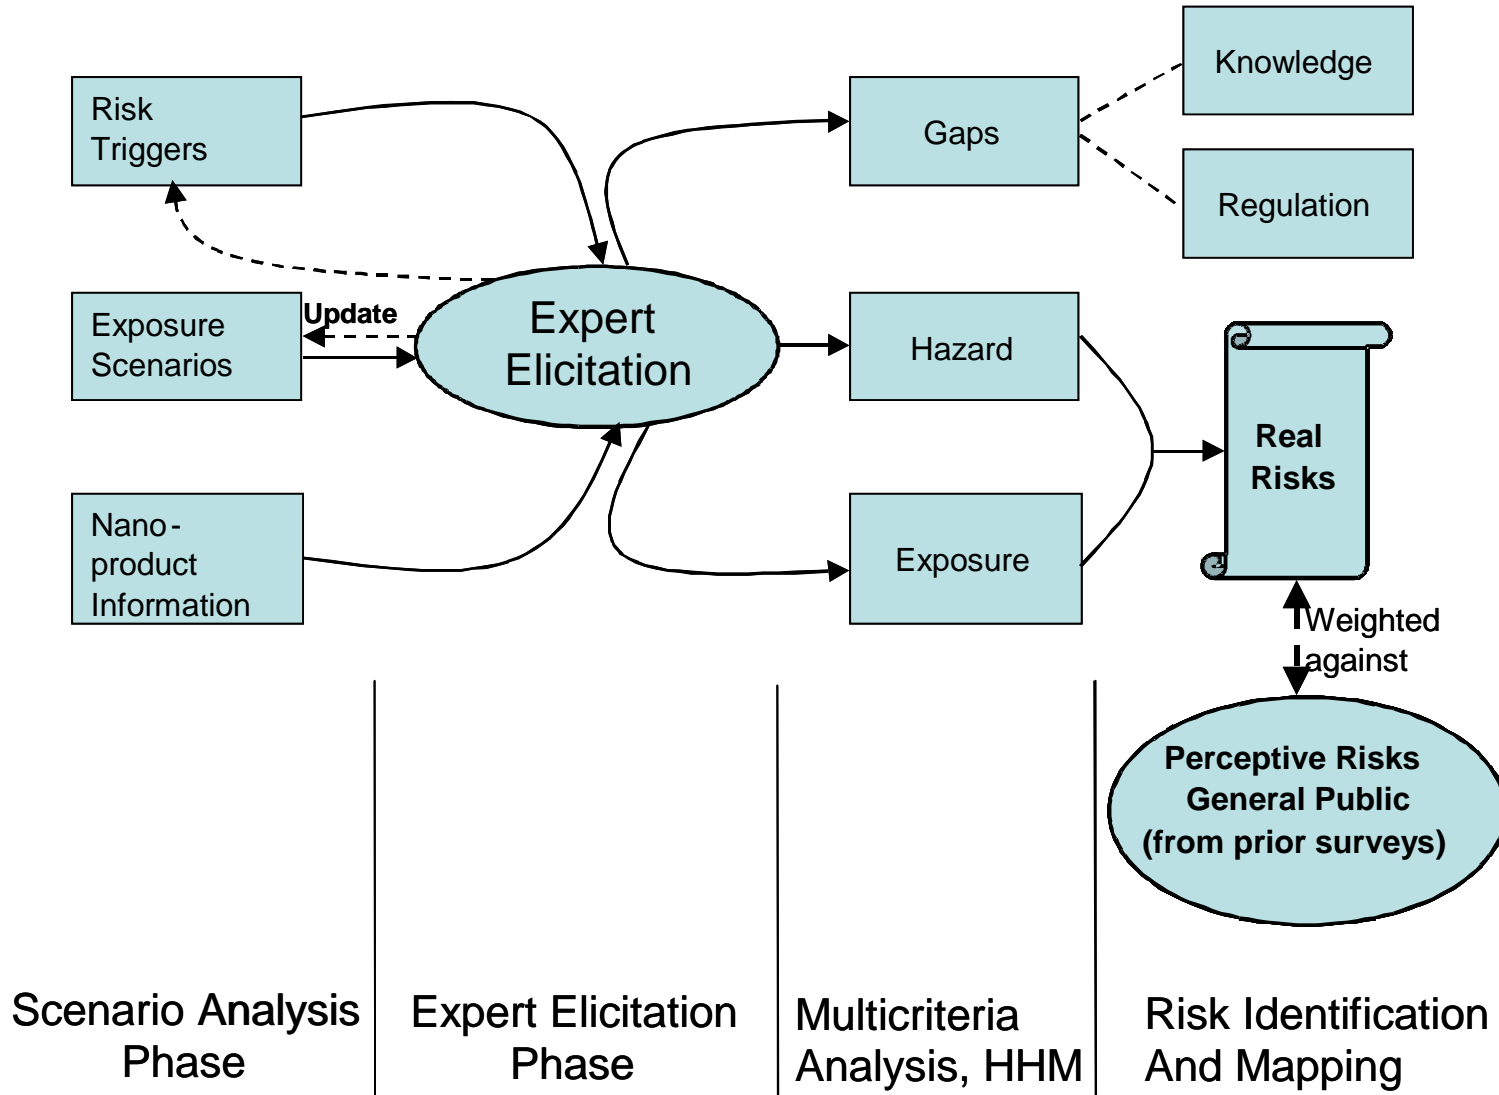 Risk
Triggers
Exposure
Scenarios
Nano-
product
Information
Update
Expert
Elicitation
Gaps
Hazard
Exposure
Knowledge
Regulation
Real
Risks
Weighted
against
Perceptive Risks
General Public
(from prior surveys)
Scenario Analysis
Phase
Expert Elicitation
Phase
Multicriteria
Analysis, HHM
Risk Identification
And Mapping